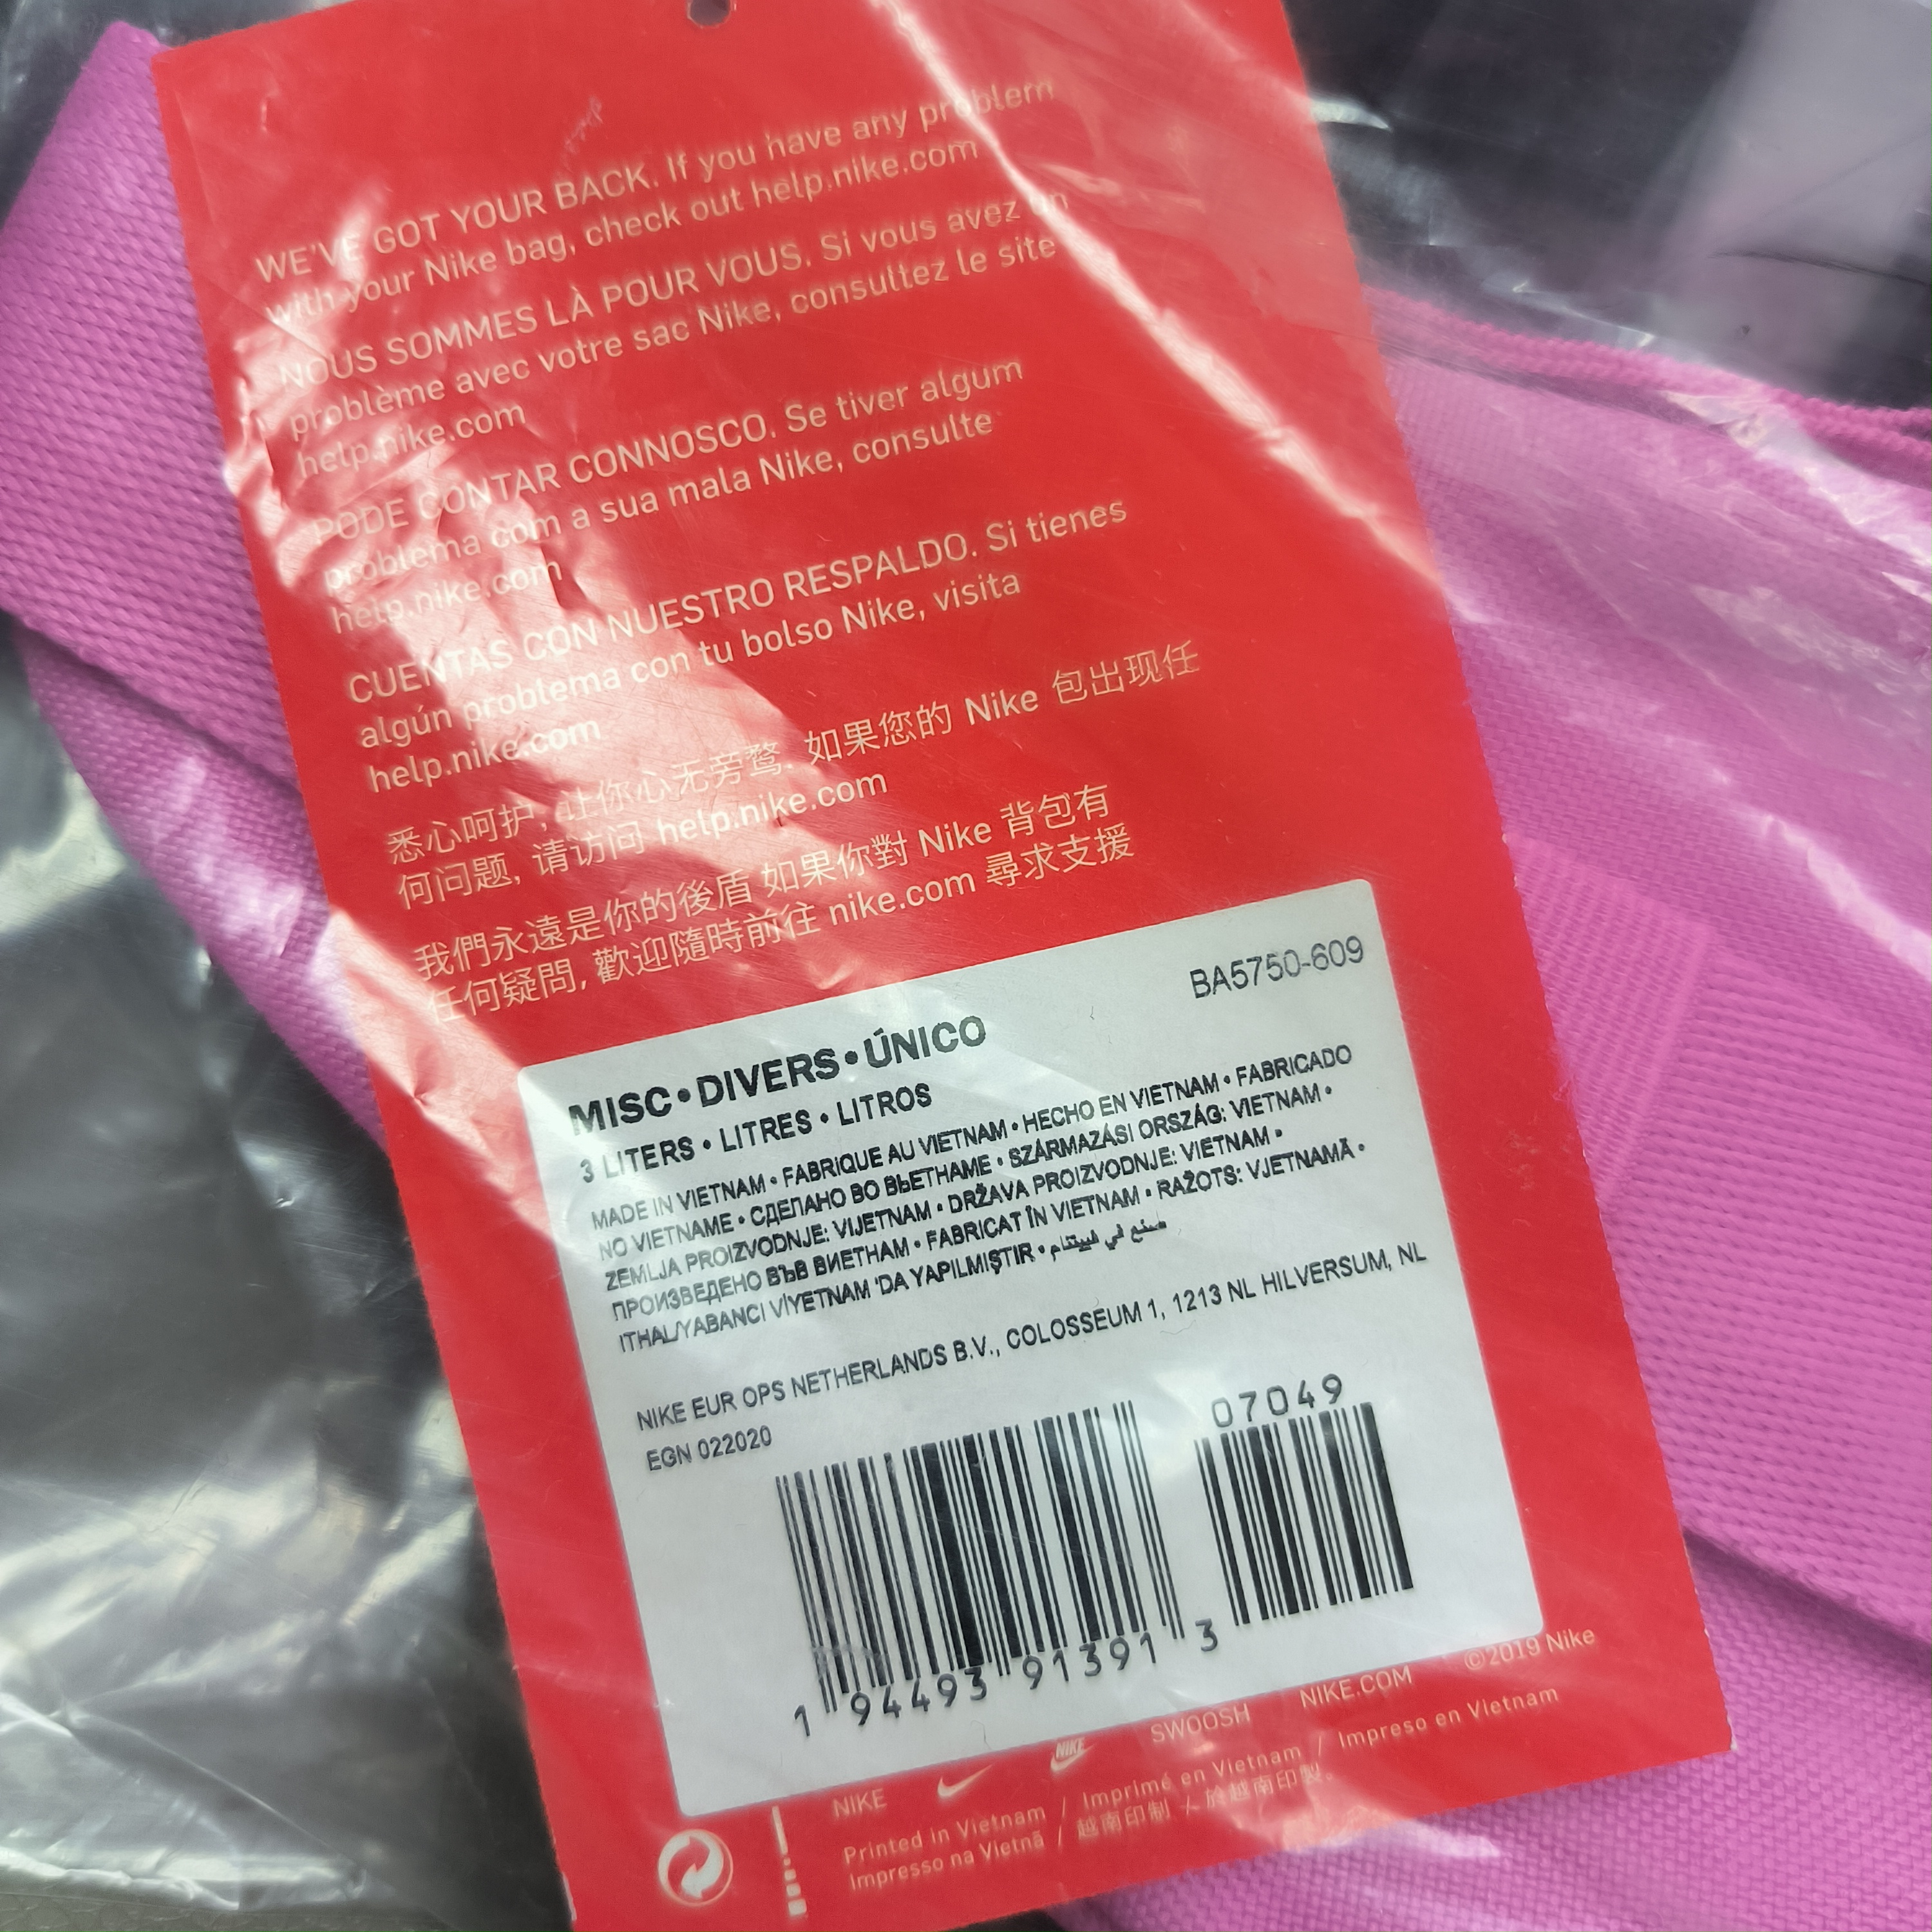 WE'VE GOT YOUR BACK. If you have any problem
with your Nike bag, check out help.nike.com
NOUS SOMMES LÀ POUR VOUS. Si vous avez un
problème avec votre sac Nike, consultez le site
help.nike.com
PODE CONTAR CONNOSCO. Se tiver algum
problema com a sua mala Nike, consulte
help.nike.com
CUENTAS CON NUESTRO RESPALDO. Si tienes
algún problema con tu bolso Nike, visita
help.nike.com
悉心呵护, 让你心无旁骛. 如果您的 Nike 包出现任
何问题, 请访问 help.nike.com
我們永遠是你的後盾 如果你對 Nike 背包有
任何疑問, 歡迎隨時前往 nike.com 尋求支援
BA5750-609
MISC•DIVERS•ÚNICO
3 LITERS • LITRES • LITROS
MADE IN VIETNAM • FABRIQUE AU VIETNAM • HECHO EN VIETNAM • FABRICADO
NO VIETNAME • СДЕЛАНО ВО ВЬЕТНАМЕ • SZÁRMAZÁSI ORSZÁG: VIETNAM •
ZEMLJA PROIZVODNJE: VIJETNAM • DRŽAVA PROIZVODNJE: VIETNAM •
ПРОИЗВЕДЕНО ВЪВ ВИЕТНАМ • FABRICAT ÎN VIETNAM • RAŽOTS: VJETNAMĀ •
ITHAL/YABANCI VİYETNAM 'DA YAPILMIŞTIR • صنع في فييتنام
NIKE EUR OPS NETHERLANDS B.V., COLOSSEUM 1, 1213 NL HILVERSUM, NL
EGN 022020
07049
1 94493 91391 3
NIKE NIKE SWOOSH NIKE.COM ©2019 Nike
Printed in Vietnam / Imprimé en Vietnam / Impreso en Vietnam
Impresso na Vietnã / 越南印制 / 於越南印製。